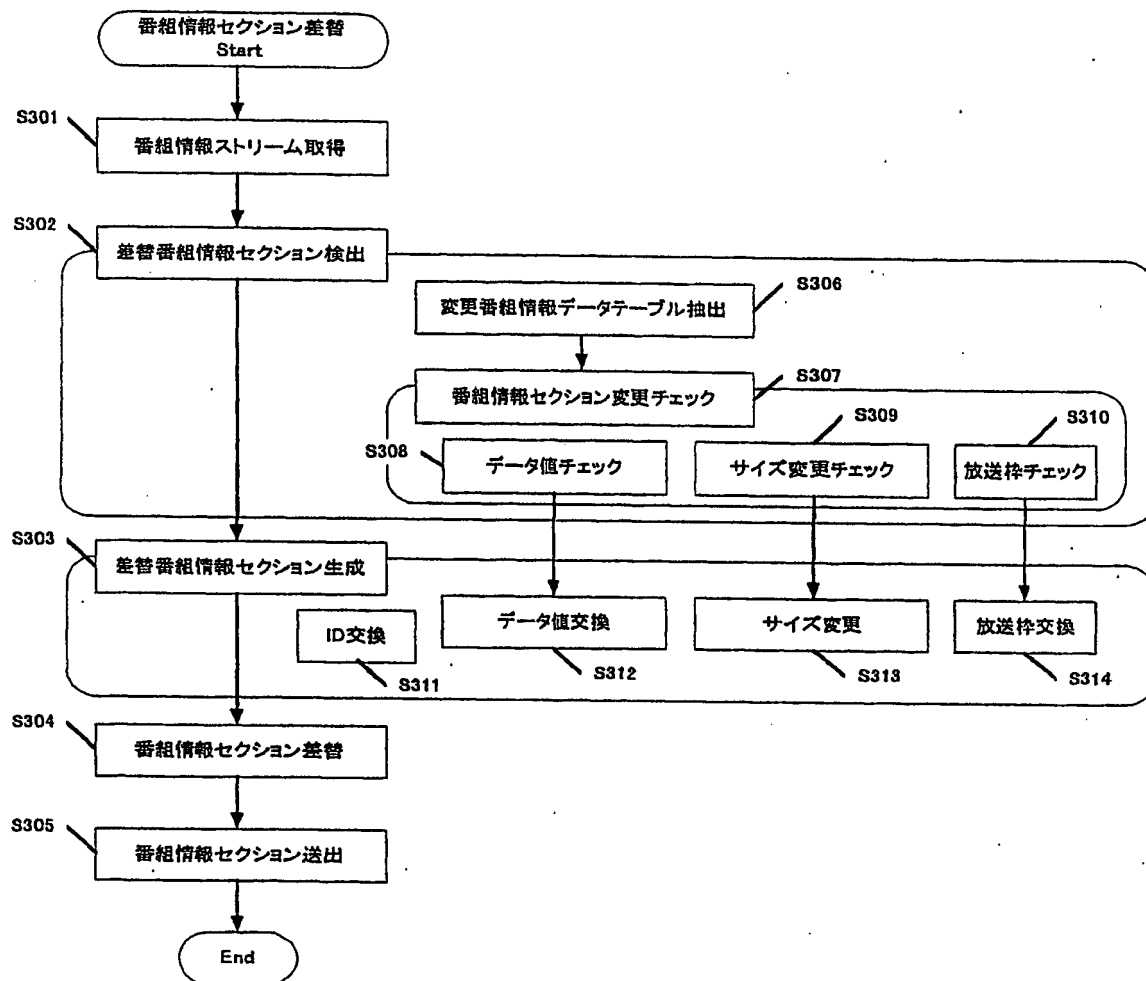 番組情報セクション差替
Start
S301
番組情報ストリーム取得
S302
差替番組情報セクション検出
S306
変更番組情報データテーブル抽出
S307
番組情報セクション変更チェック
S308
データ値チェック
S309
サイズ変更チェック
S310
放送枠チェック
S303
差替番組情報セクション生成
ID交換
S311
データ値交換
S312
サイズ変更
S313
放送枠交換
S314
S304
番組情報セクション差替
S305
番組情報セクション送出
End